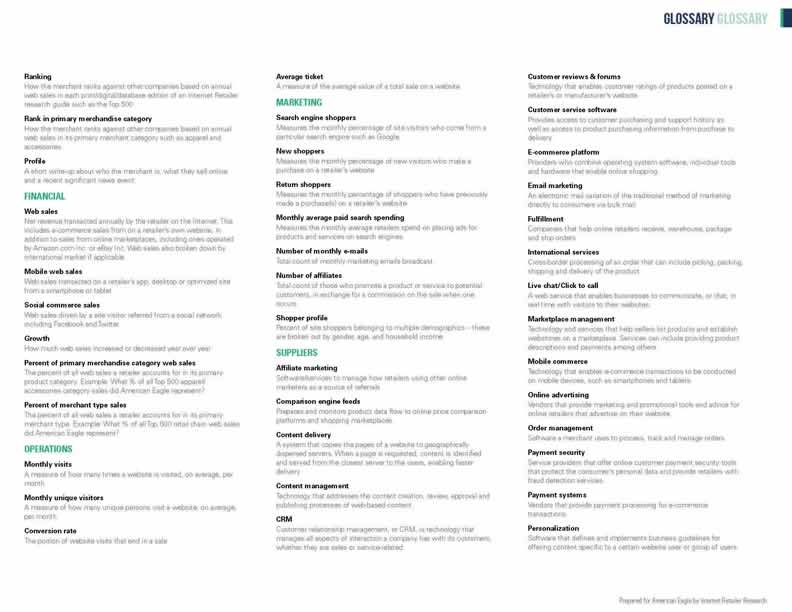 GLOSSARY GLOSSARY
Ranking
How the merchant ranks against other companies based on annual
web sales in each print/digital/database edition of an Internet Retailer
research guide such as the Top 500
Rank in primary merchandise category
How the merchant ranks against other companies based on annual
web sales in its primary merchant category such as apparel and
accessories
Profile
A short write-up about who the merchant is, what they sell online
and a recent significant news event
FINANCIAL
Web sales
Net revenue transacted annually by the retailer on the Internet. This
includes e-commerce sales from on a retailer's own website. In
addition to sales from online marketplaces, including ones operated
by Amazon.com Inc. or eBay Inc. Web sales also broken down by
international market if applicable
Mobile web sales
Web sales transacted on a retailer's app, desktop or optimized site
from a smartphone or tablet
Social commerce sales
Web sales driven by a site visitor referred from a social network
including Facebook and Twitter
Growth
How much web sales increased or decreased year over year
Percent of primary merchandise category web sales
The percent of all web sales a retailer accounts for in its primary
product category. Example: What % of all Top 500 apparel
accessories category sales did American Eagle represent?
Percent of merchant type sales
The percent of all web sales a retailer accounts for in its primary
merchant type. Example: What % of all Top 500 retail chain web sales
did American Eagle represent?
OPERATIONS
Monthly visits
A measure of how many times a website is visited, on average, per
month
Monthly unique visitors
A measure of how many unique persons visit a website, on average,
per month
Conversion rate
The portion of website visits that end in a sale
Average ticket
A measure of the average value of a total sale on a website
MARKETING
Search engine shoppers
Measures the monthly percentage of site visitors who come from a
particular search engine such as Google
New shoppers
Measures the monthly percentage of new visitors who make a
purchase on a retailer's website
Return shoppers
Measures the monthly percentage of shoppers who have previously
made a purchase(s) on a retailer's website
Monthly average paid search spending
Measures the monthly average retailers spend on placing ads for
products and services on search engines
Number of monthly e-mails
Total count of monthly marketing emails broadcast
Number of affiliates
Total count of those who promote a product or service to potential
customers, in exchange for a commission on the sale when one
occurs
Shopper profile
Percent of site shoppers belonging to multiple demographics—these
are broken out by gender, age, and household income
SUPPLIERS
Affiliate marketing
Software/services to manage how retailers using other online
marketers as a source of referrals
Comparison engine feeds
Prepares and monitors product data flow to online price comparison
platforms and shopping marketplaces
Content delivery
A system that copies the pages of a website to geographically
dispersed servers. When a page is requested, content is identified
and served from the closest server to the users, enabling faster
delivery
Content management
Technology that addresses the content creation, review, approval and
publishing processes of web-based content
CRM
Customer relationship management, or CRM, is technology that
manages all aspects of interaction a company has with its customers,
whether they are sales or service-related
Customer reviews & forums
Technology that enables customer ratings of products posted on a
retailer's or manufacturer's website
Customer service software
Provides access to customer purchasing and support history as
well as access to product purchasing information from purchase to
delivery
E-commerce platform
Providers who combine operating system software, individual tools
and hardware that enable online shopping
Email marketing
An electronic mail variation of the traditional method of marketing
directly to consumers via bulk mail
Fulfillment
Companies that help online retailers receive, warehouse, package
and ship orders
International services
Cross-border processing of an order that can include picking, packing,
shipping and delivery of the product
Live chat/Click to call
A web service that enables businesses to communicate, or chat, in
real time with visitors to their websites.
Marketplace management
Technology and services that help sellers list products and establish
webstores on a marketplace. Services can include providing product
descriptions and payments among others
Mobile commerce
Technology that enables e-commerce transactions to be conducted
on mobile devices, such as smartphones and tablets
Online advertising
Vendors that provide marketing and promotional tools and advice for
online retailers that advertise on their website.
Order management
Software a merchant uses to process, track and manage orders
Payment security
Service providers that offer online customer payment security tools
that protect the consumer's personal data and provide retailers with
fraud detection services
Payment systems
Vendors that provide payment processing for e-commerce
transactions
Personalization
Software that defines and implements business guidelines for
offering content specific to a certain website user or group of users
Prepared for American Eagle by Internet Retailer Research